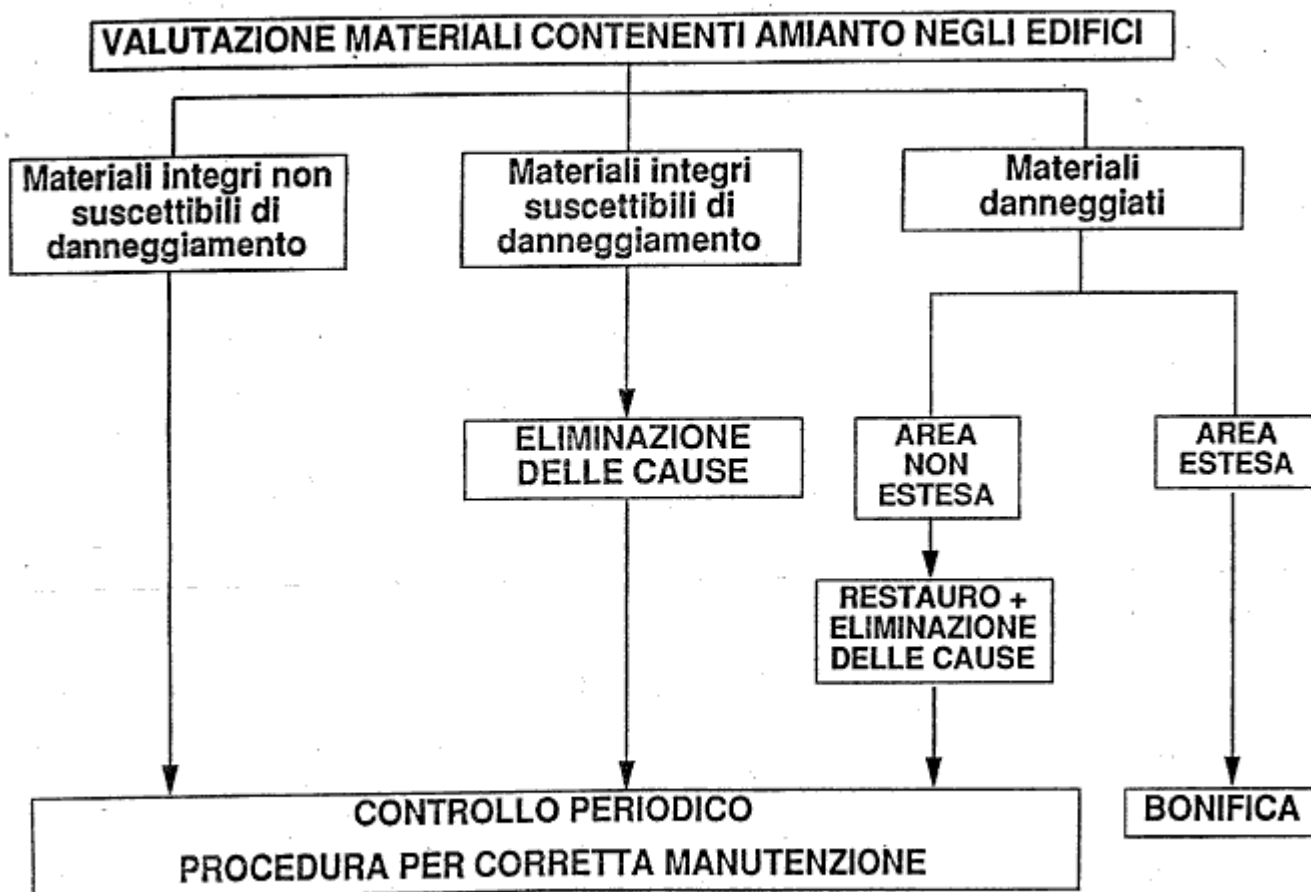 VALUTAZIONE MATERIALI CONTENENTI AMIANTO NEGLI EDIFICI
Materiali integri non
suscettibili di
danneggiamento
Materiali integri
suscettibili di
danneggiamento
Materiali
danneggiati
ELIMINAZIONE
DELLE CAUSE
AREA
NON
ESTESA
AREA
ESTESA
RESTAURO +
ELIMINAZIONE
DELLE CAUSE
CONTROLLO PERIODICO
PROCEDURA PER CORRETTA MANUTENZIONE
BONIFICA